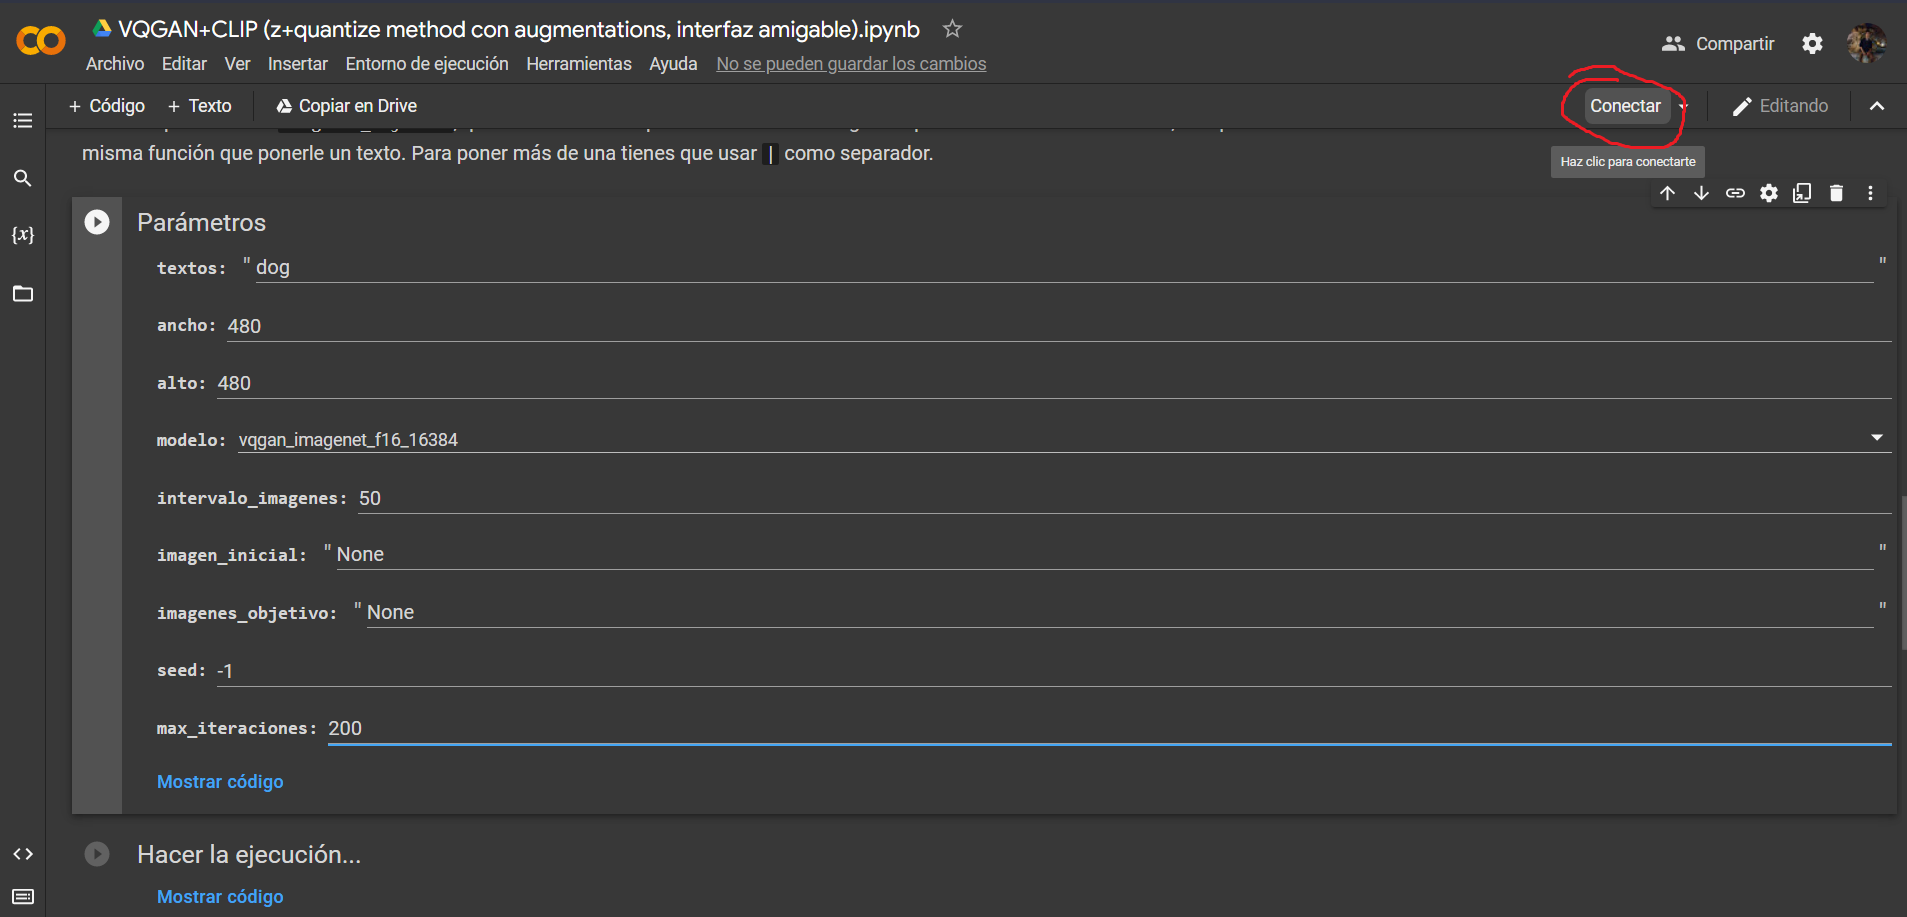 VQGAN+CLIP (z+quantize method con augmentations, interfaz amigable).ipynb
Archivo Editar Ver Insertar Entorno de ejecución Herramientas Ayuda No se pueden guardar los cambios
Compartir
+ Código + Texto Copiar en Drive
Conectar
Editando
misma función que ponerle un texto. Para poner más de una tienes que usar | como separador.
Haz clic para conectarte
{x}
Parámetros
textos: "dog"
ancho: 480
alto: 480
modelo: vqgan_imagenet_f16_16384
intervalo_imagenes: 50
imagen_inicial: "None"
imagenes_objetivo: "None"
seed: -1
max_iteraciones: 200
Mostrar código
Hacer la ejecución...
Mostrar código